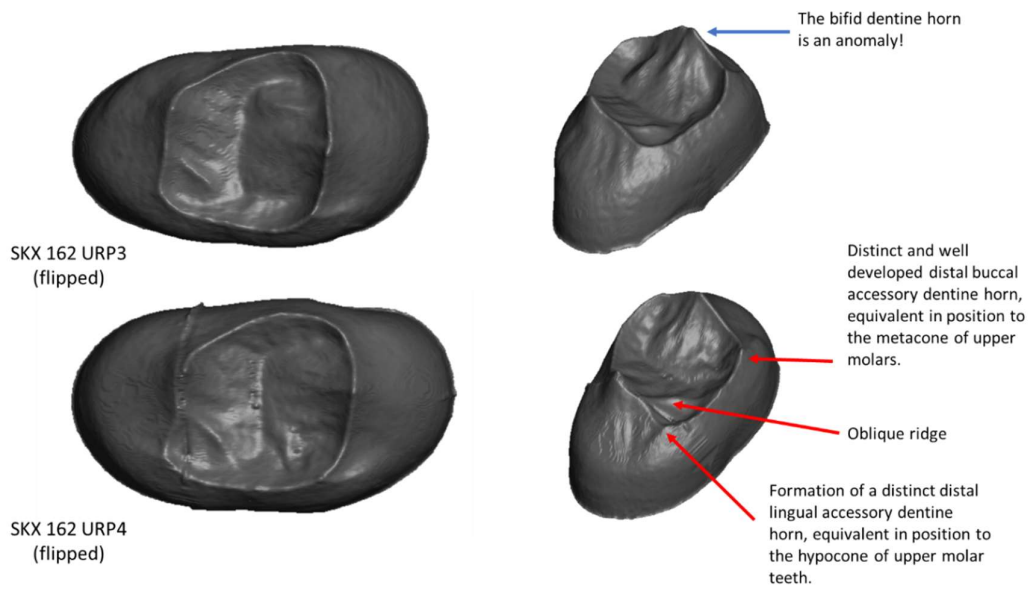 The bifid dentine horn
is an anomaly!
SKX 162 URP3
(flipped)
Distinct and well
developed distal buccal
accessory dentine horn,
equivalent in position to
the metacone of upper
molars.
Oblique ridge
Formation of a distinct distal
lingual accessory dentine
horn, equivalent in position to
the hypocone of upper molar
teeth.
SKX 162 URP4
(flipped)